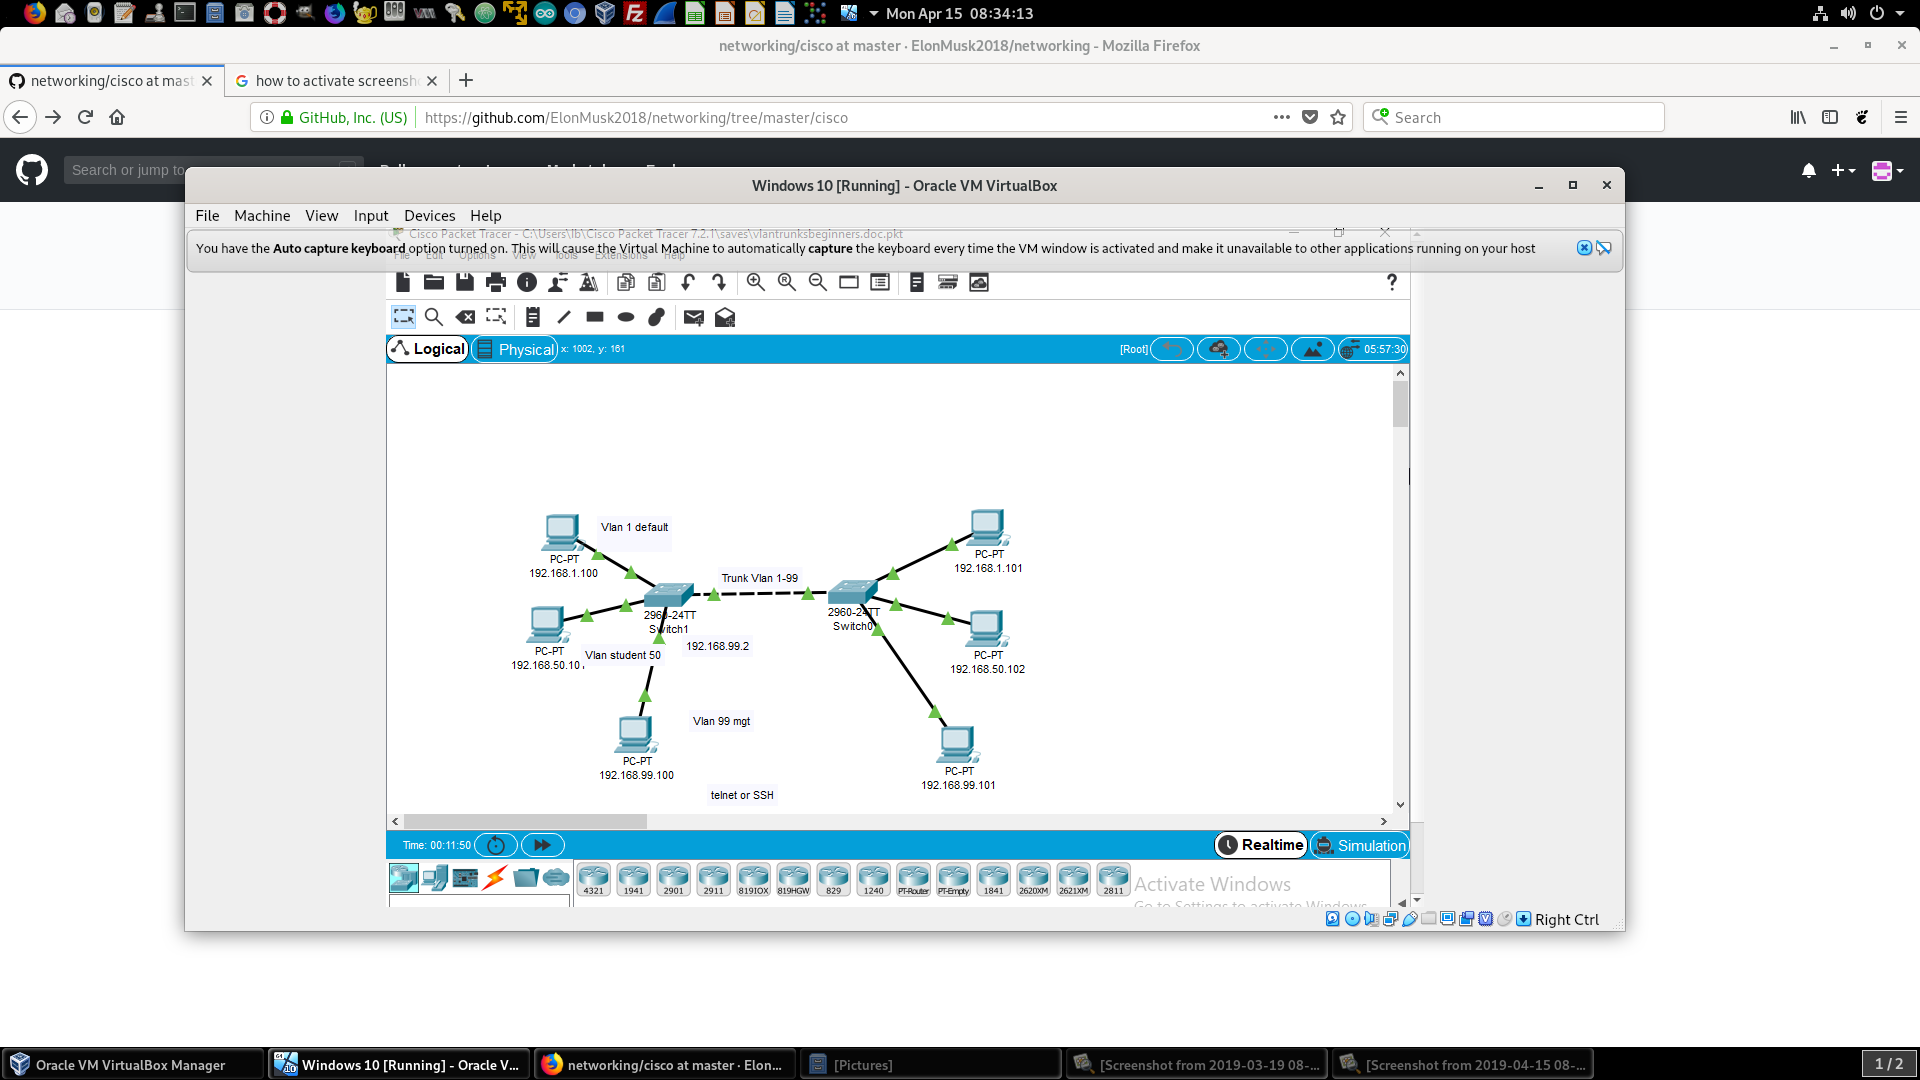 Mon Apr 15 08:34:13
networking/cisco at master · ElonMusk2018/networking - Mozilla Firefox
networking/cisco at mast
how to activate screensh
GitHub, Inc. (US)
https://github.com/ElonMusk2018/networking/tree/master/cisco
Search
Search or jump to
Windows 10 [Running] - Oracle VM VirtualBox
File Machine View Input Devices Help
Cisco Packet Tracer - C:\Users\lb\Cisco Packet Tracer 7.2.1\saves\vlantrunksbeginners.doc.pkt
You have the Auto capture keyboard option turned on. This will cause the Virtual Machine to automatically capture the keyboard every time the VM window is activated and make it unavailable to other applications running on your host
File Edit Options View Tools Extensions Help
Logical
Physical
x: 1002, y: 161
[Root]
05:57:30
Vlan 1 default
PC-PT
192.168.1.100
PC-PT
192.168.1.101
Trunk Vlan 1-99
2960-24TT
Switch1
2960-24TT
Switch0
192.168.99.2
PC-PT
192.168.50.10
Vlan student 50
PC-PT
192.168.50.102
Vlan 99 mgt
PC-PT
192.168.99.100
PC-PT
192.168.99.101
telnet or SSH
Time: 00:11:50
Realtime
Simulation
4321 1941 2901 2911 819IOX 819HGW 829 1240 PT-Router PT-Empty 1841 2620XM 2621XM 2811
Activate Windows
Go to Settings to activate Windows.
Right Ctrl
Oracle VM VirtualBox Manager
Windows 10 [Running] - Oracle V...
networking/cisco at master · Elon...
[Pictures]
[Screenshot from 2019-03-19 08-...
[Screenshot from 2019-04-15 08-...
1 / 2